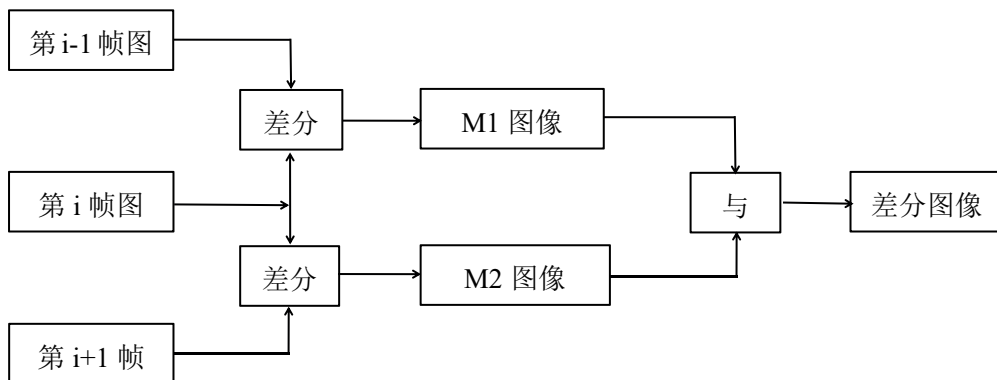 第 i-1 帧图
差分
M1 图像
第 i 帧图
与
差分图像
差分
M2 图像
第 i+1 帧